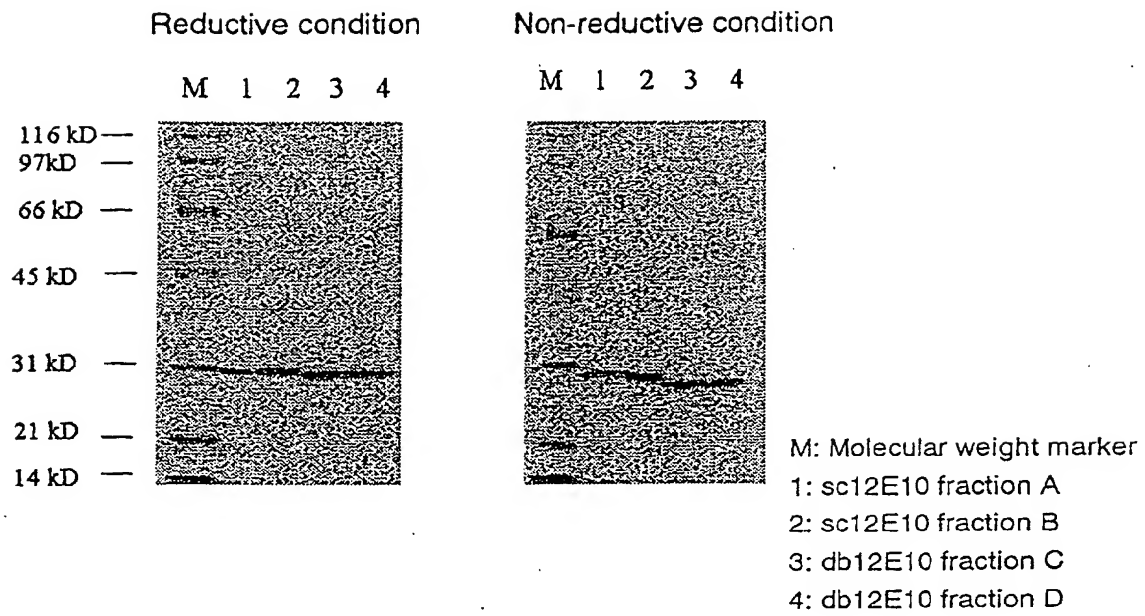 Reductive condition
Non-reductive condition
M 1 2 3 4
M 1 2 3 4
116 kD
97kD
66 kD
45 kD
31 kD
21 kD
14 kD
M: Molecular weight marker
1: sc12E10 fraction A
2: sc12E10 fraction B
3: db12E10 fraction C
4: db12E10 fraction D